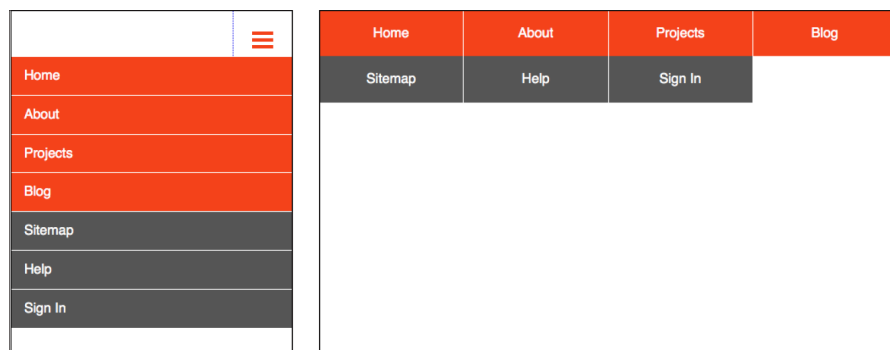 Home
About
Projects
Blog
Sitemap
Help
Sign In
Home About Projects Blog
Sitemap Help Sign In